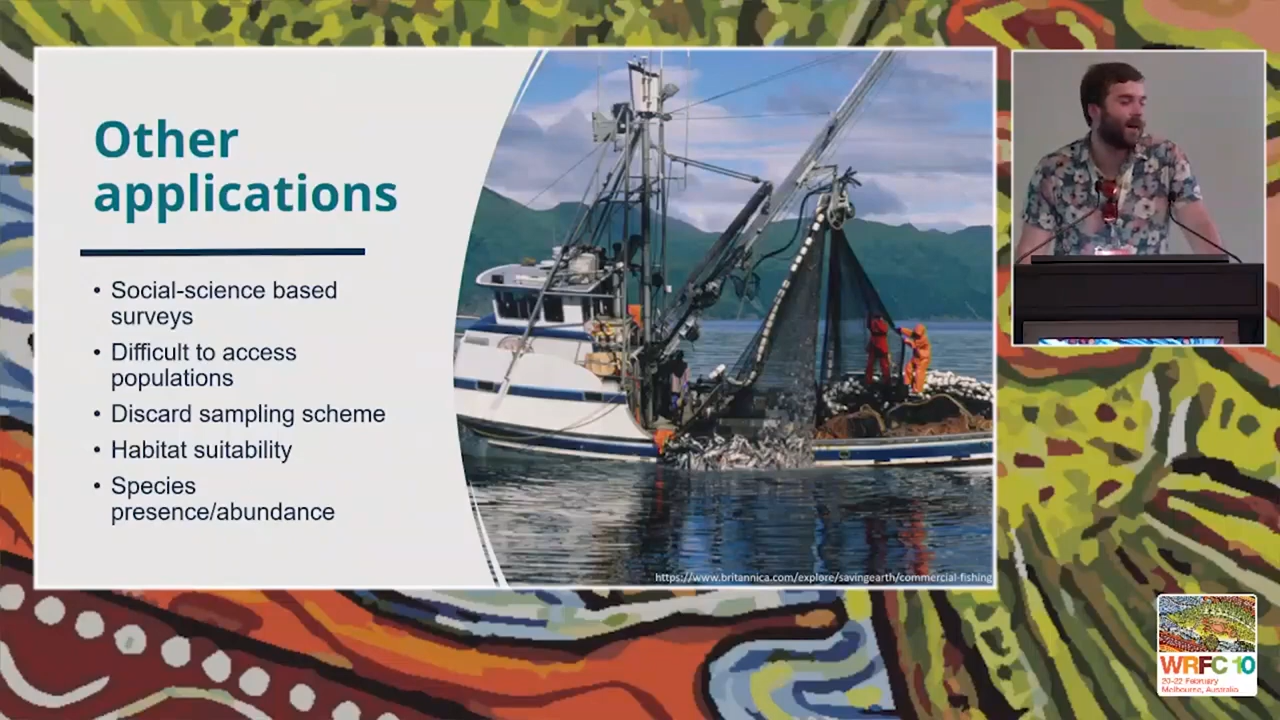 Other
applications
• Social-science based
surveys
• Difficult to access
populations
• Discard sampling scheme
• Habitat suitability
• Species
presence/abundance
https://www.britannica.com/explore/savingearth/commercial-fishing
WRFC 10
20-22 February
Melbourne, Australia